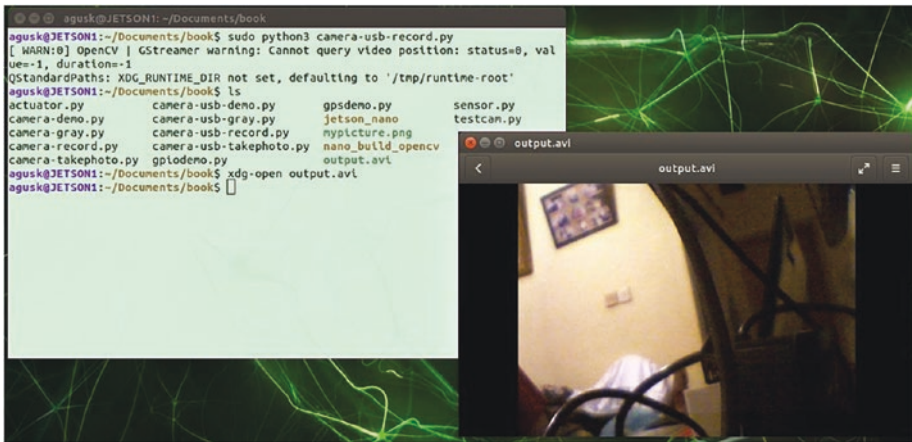 agusk@JETSON1: ~/Documents/book
agusk@JETSON1:~/Documents/book$ sudo python3 camera-usb-record.py
[ WARN:0] OpenCV | GStreamer warning: Cannot query video position: status=0, val
ue=-1, duration=-1
QStandardPaths: XDG_RUNTIME_DIR not set, defaulting to '/tmp/runtime-root'
agusk@JETSON1:~/Documents/book$ ls
actuator.py camera-usb-demo.py gpsdemo.py sensor.py
camera-demo.py camera-usb-gray.py jetson_nano testcam.py
camera-gray.py camera-usb-record.py mypicture.png
camera-record.py camera-usb-takephoto.py nano_build_opencv
camera-takephoto.py gpiodemo.py output.avi
agusk@JETSON1:~/Documents/book$ xdg-open output.avi
agusk@JETSON1:~/Documents/book$
output.avi
output.avi